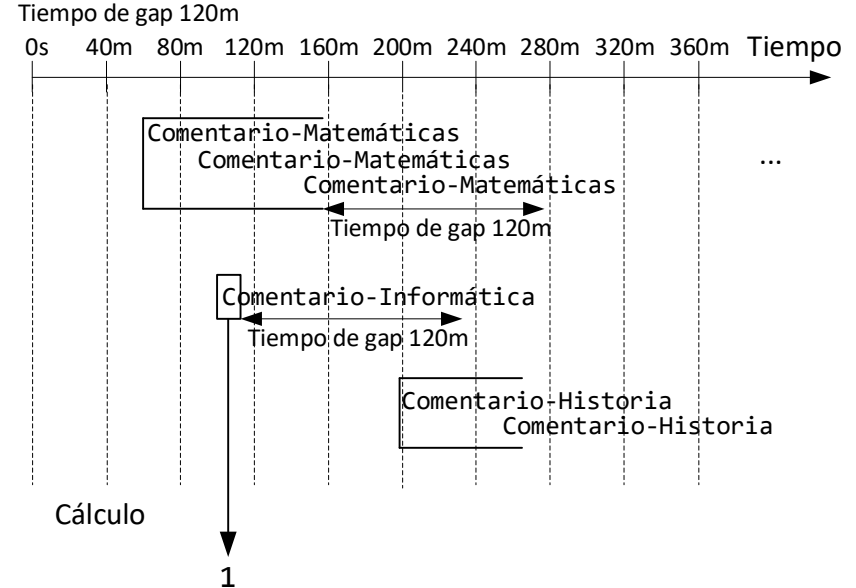 Tiempo de gap 120m
0s 40m 80m 120m 160m 200m 240m 280m 320m 360m Tiempo
Comentario-Matemáticas
Comentario-Matemáticas
...
Comentario-Matemáticas
Tiempo de gap 120m
Comentario-Informática
Tiempo de gap 120m
Comentario-Historia
Comentario-Historia
Cálculo
1